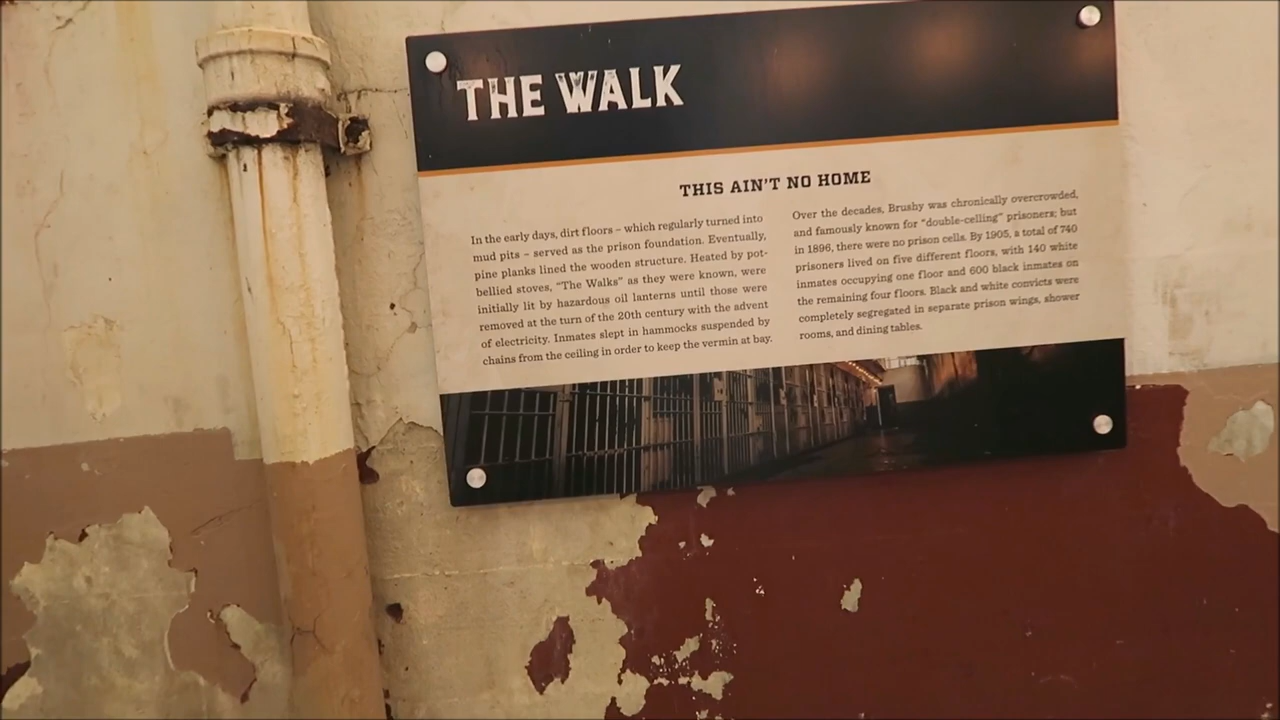 THE WALK
THIS AIN'T NO HOME
In the early days, dirt floors – which regularly turned into
mud pits – served as the prison foundation. Eventually,
pine planks lined the wooden structure. Heated by pot-
bellied stoves, "The Walks" as they were known, were
initially lit by hazardous oil lanterns until those were
removed at the turn of the 20th century with the advent
of electricity. Inmates slept in hammocks suspended by
chains from the ceiling in order to keep the vermin at bay.
Over the decades, Brushy was chronically overcrowded,
and famously known for "double-celling" prisoners; but
in 1896, there were no prison cells. By 1905, a total of 740
prisoners lived on five different floors, with 140 white
inmates occupying one floor and 600 black inmates on
the remaining four floors. Black and white convicts were
completely segregated in separate prison wings, shower
rooms, and dining tables.